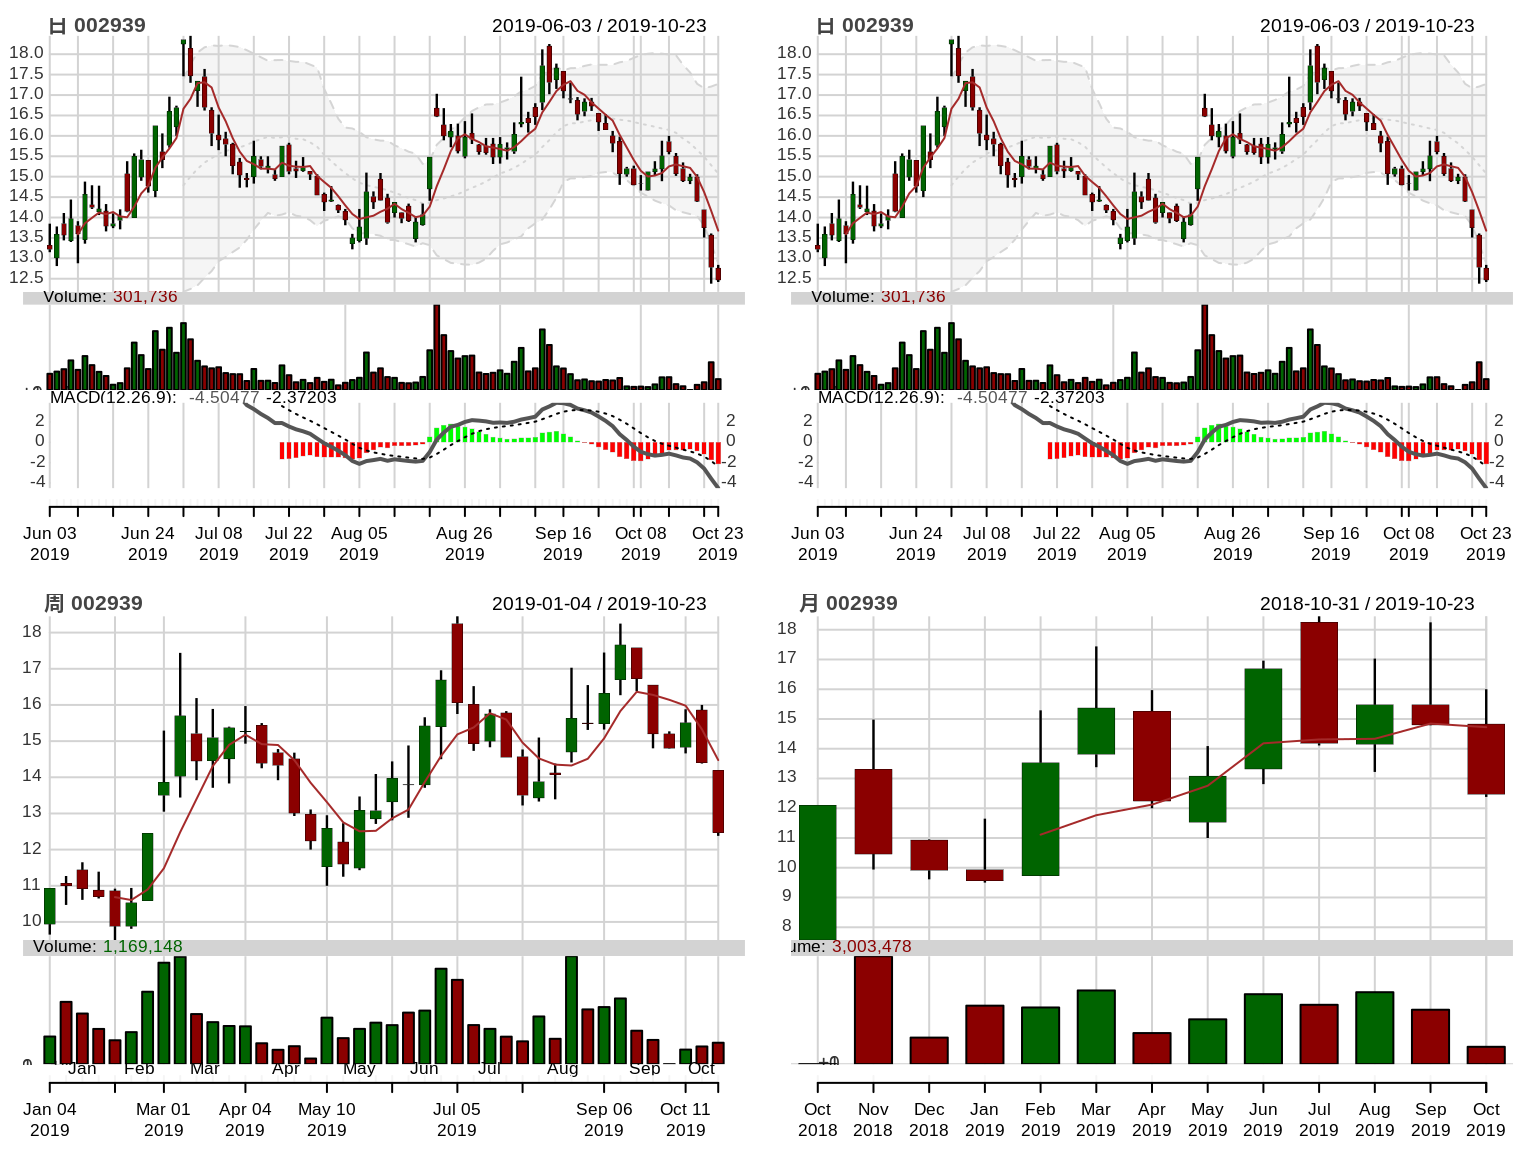 日 002939 2019-06-03 / 2019-10-23
18.0
17.5
17.0
16.5
16.0
15.5
15.0
14.5
14.0
13.5
13.0
12.5
Volume: 301,736
MACD(12,26,9): -4.50477 -2.37203
2 2
0 0
-2 -2
-4 -4
Jun 03 Jun 24 Jul 08 Jul 22 Aug 05 Aug 26 Sep 16 Oct 08 Oct 23
2019 2019 2019 2019 2019 2019 2019 2019 2019
日 002939 2019-06-03 / 2019-10-23
18.0
17.5
17.0
16.5
16.0
15.5
15.0
14.5
14.0
13.5
13.0
12.5
Volume: 301,736
MACD(12,26,9): -4.50477 -2.37203
2 2
0 0
-2 -2
-4 -4
Jun 03 Jun 24 Jul 08 Jul 22 Aug 05 Aug 26 Sep 16 Oct 08 Oct 23
2019 2019 2019 2019 2019 2019 2019 2019 2019
周 002939 2019-01-04 / 2019-10-23
18
17
16
15
14
13
12
11
10
Volume: 1,169,148
Jan Feb Mar Apr May Jun Jul Aug Sep Oct
Jan 04 Mar 01 Apr 04 May 10 Jul 05 Sep 06 Oct 11
2019 2019 2019 2019 2019 2019 2019
月 002939 2018-10-31 / 2019-10-23
18
17
16
15
14
13
12
11
10
9
8
ume: 3,003,478
Oct Nov Dec Jan Feb Mar Apr May Jun Jul Aug Sep Oct
2018 2018 2018 2019 2019 2019 2019 2019 2019 2019 2019 2019 2019